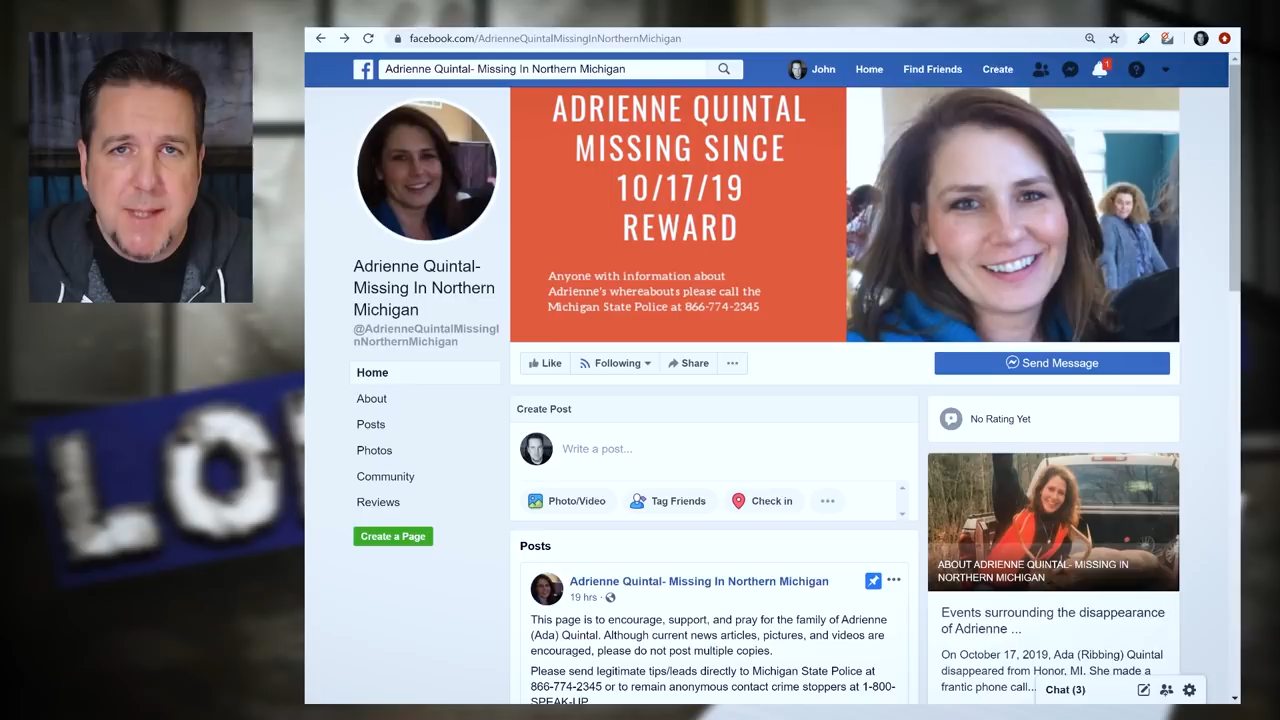 facebook.com/AdrienneQuintalMissingInNorthernMichigan
Adrienne Quintal- Missing In Northern Michigan
John
Home
Find Friends
Create
1
ADRIENNE QUINTAL
MISSING SINCE
10/17/19
REWARD
Anyone with information about
Adrienne's whereabouts please call the
Michigan State Police at 866-774-2345
Adrienne Quintal-
Missing In Northern
Michigan
@AdrienneQuintalMissingI
nNorthernMichigan
Home
About
Posts
Photos
Community
Reviews
Create a Page
Like
Following
Share
Send Message
Create Post
Write a post...
Photo/Video
Tag Friends
Check in
Posts
Adrienne Quintal- Missing In Northern Michigan
19 hrs ·
This page is to encourage, support, and pray for the family of Adrienne
(Ada) Quintal. Although current news articles, pictures, and videos are
encouraged, please do not post multiple copies.
Please send legitimate tips/leads directly to Michigan State Police at
866-774-2345 or to remain anonymous contact crime stoppers at 1-800-
SPEAK-UP
No Rating Yet
ABOUT ADRIENNE QUINTAL- MISSING IN
NORTHERN MICHIGAN
Events surrounding the disappearance
of Adrienne ...
On October 17, 2019, Ada (Ribbing) Quintal
disappeared from Honor, MI. She made a
frantic phone call...
Chat (3)